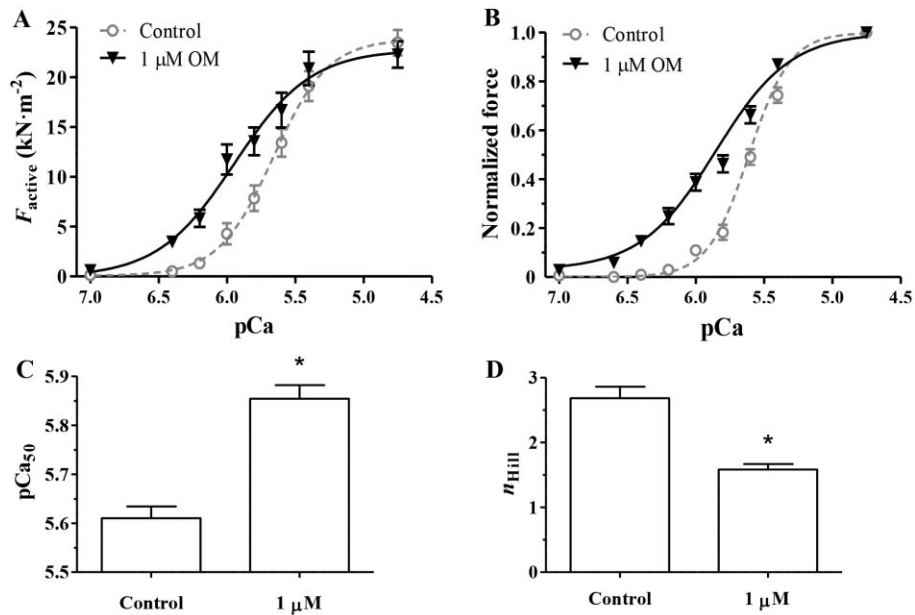 A
Control
1 μM OM
F_active (kN·m⁻²)
25
20
15
10
5
0
7.0 6.5 6.0 5.5 5.0 4.5
pCa
B
Control
1 μM OM
Normalized force
1.0
0.8
0.6
0.4
0.2
0
7.0 6.5 6.0 5.5 5.0 4.5
pCa
C
pCa₅₀
5.9
5.8
5.7
5.6
5.5
*
Control 1 μM
D
n_Hill
3
2
1
0
*
Control 1 μM